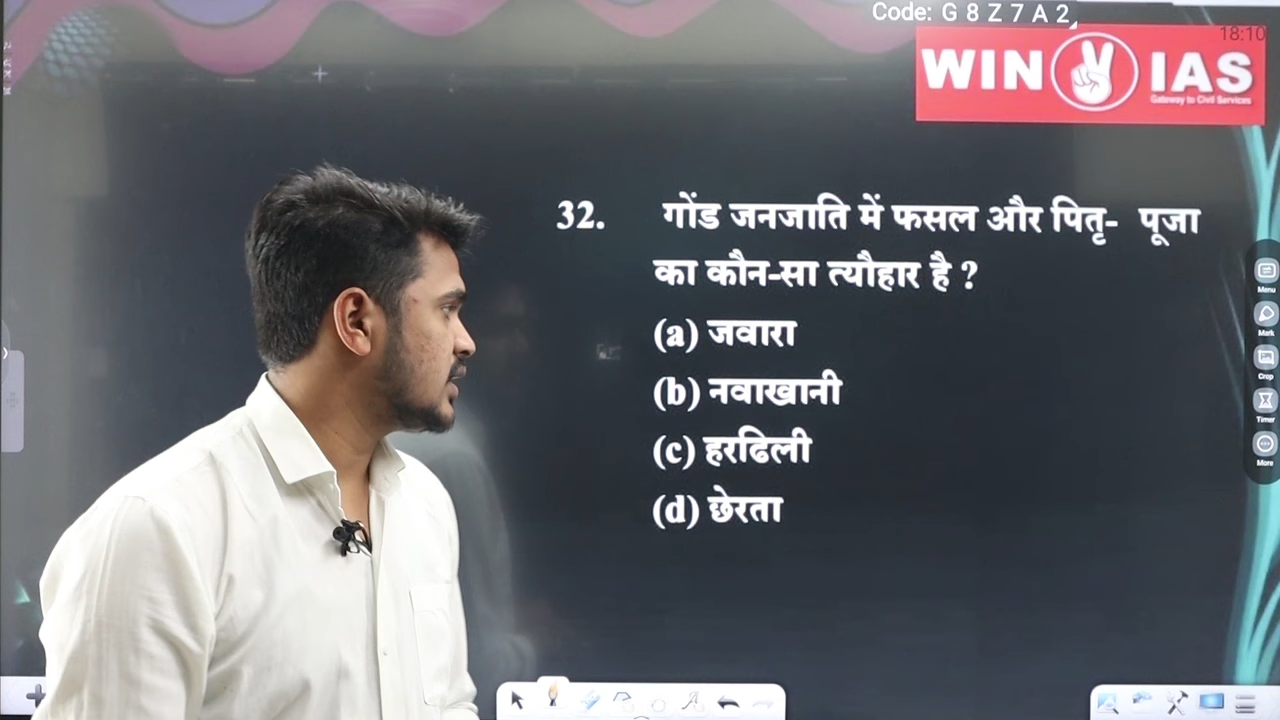 Code: G 8 Z 7 A 2
18:10
WIN IAS
Gateway to Civil Services
32. गोंड जनजाति में फसल और पितृ- पूजा
का कौन-सा त्यौहार है ?
(a) जवारा
(b) नवाखानी
(c) हरढिली
(d) छेरता
Menu
Mark
Crop
Timer
More